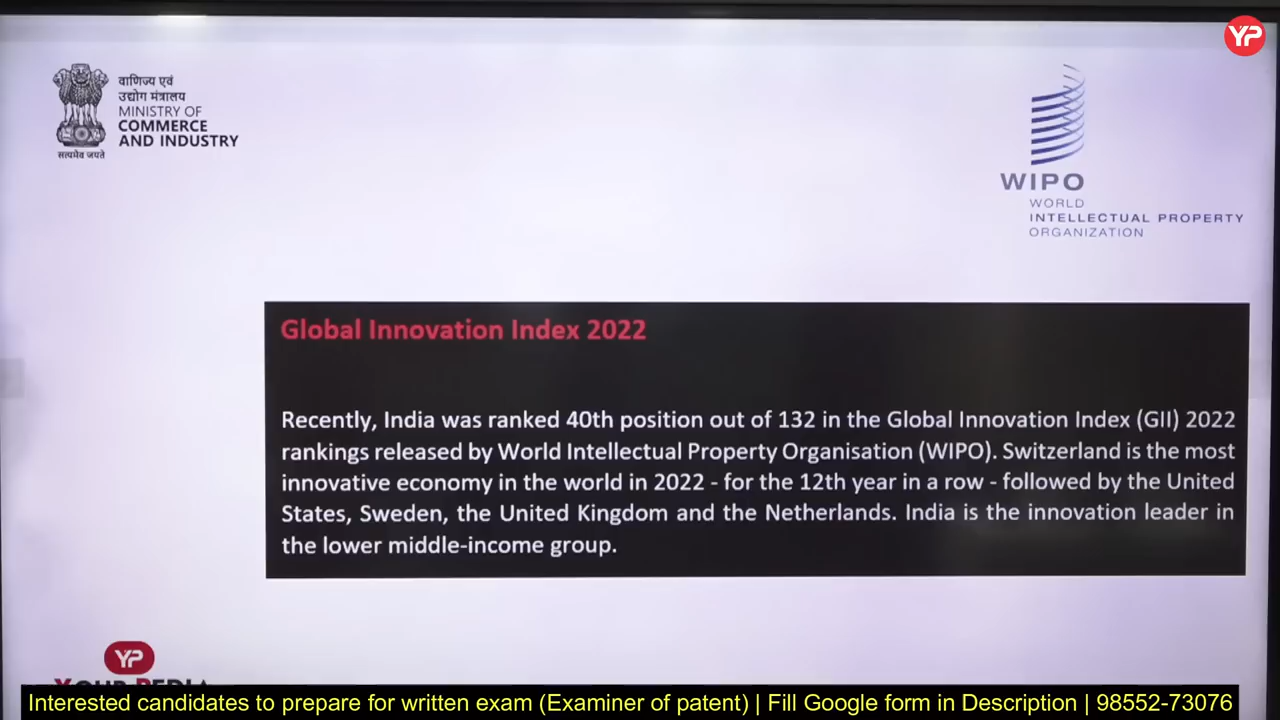 YP
वाणिज्य एवं
उद्योग मंत्रालय
MINISTRY OF
COMMERCE
AND INDUSTRY
सत्यमेव जयते
WIPO
WORLD
INTELLECTUAL PROPERTY
ORGANIZATION
Global Innovation Index 2022
Recently, India was ranked 40th position out of 132 in the Global Innovation Index (GII) 2022
rankings released by World Intellectual Property Organisation (WIPO). Switzerland is the most
innovative economy in the world in 2022 - for the 12th year in a row - followed by the United
States, Sweden, the United Kingdom and the Netherlands. India is the innovation leader in
the lower middle-income group.
YP
YOUR PEDIA
Interested candidates to prepare for written exam (Examiner of patent) | Fill Google form in Description | 98552-73076